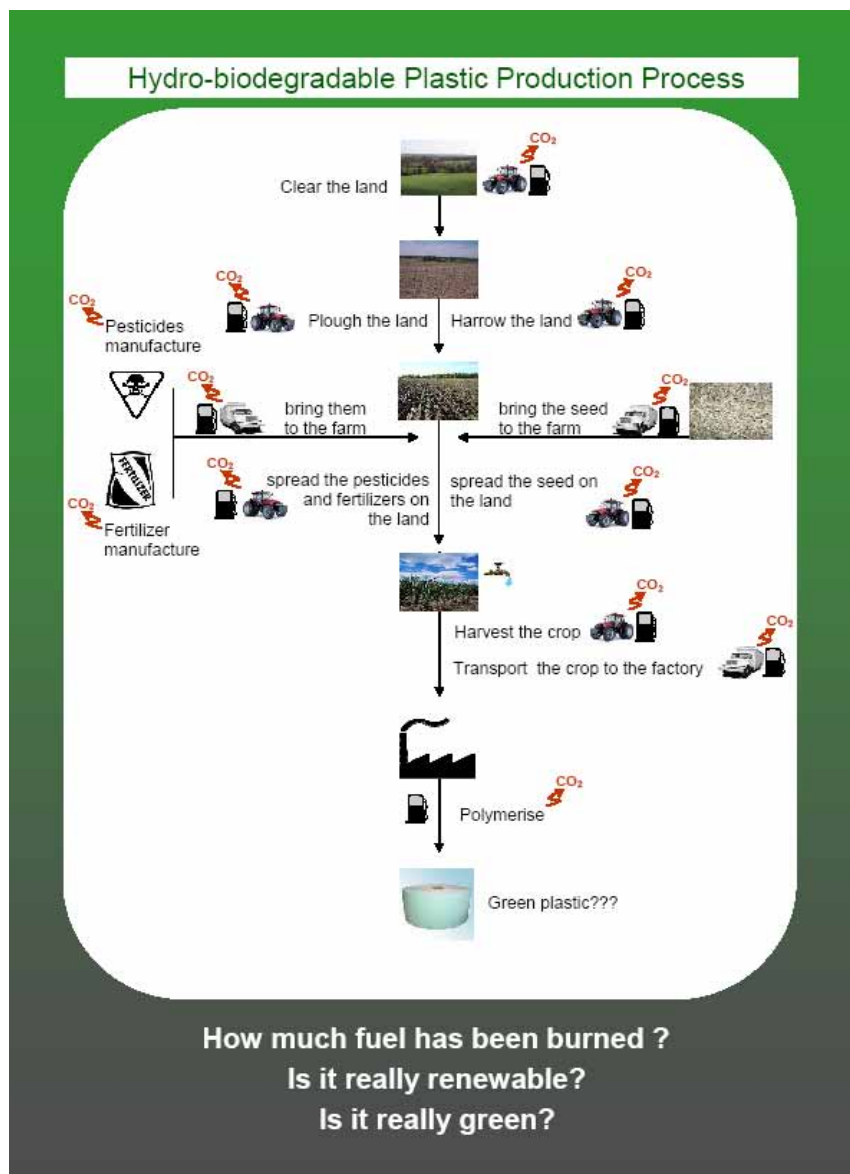 Hydro-biodegradable Plastic Production Process
CO2
Clear the land
CO2
CO2
CO2
Pesticides
manufacture
Plough the land
Harrow the land
CO2
CO2
bring them
to the farm
bring the seed
to the farm
FERTILIZER
CO2
CO2
spread the pesticides
and fertilizers on
the land
spread the seed on
the land
CO2
Fertilizer
manufacture
CO2
Harvest the crop
CO2
Transport the crop to the factory
CO2
Polymerise
Green plastic???
How much fuel has been burned ?
Is it really renewable?
Is it really green?